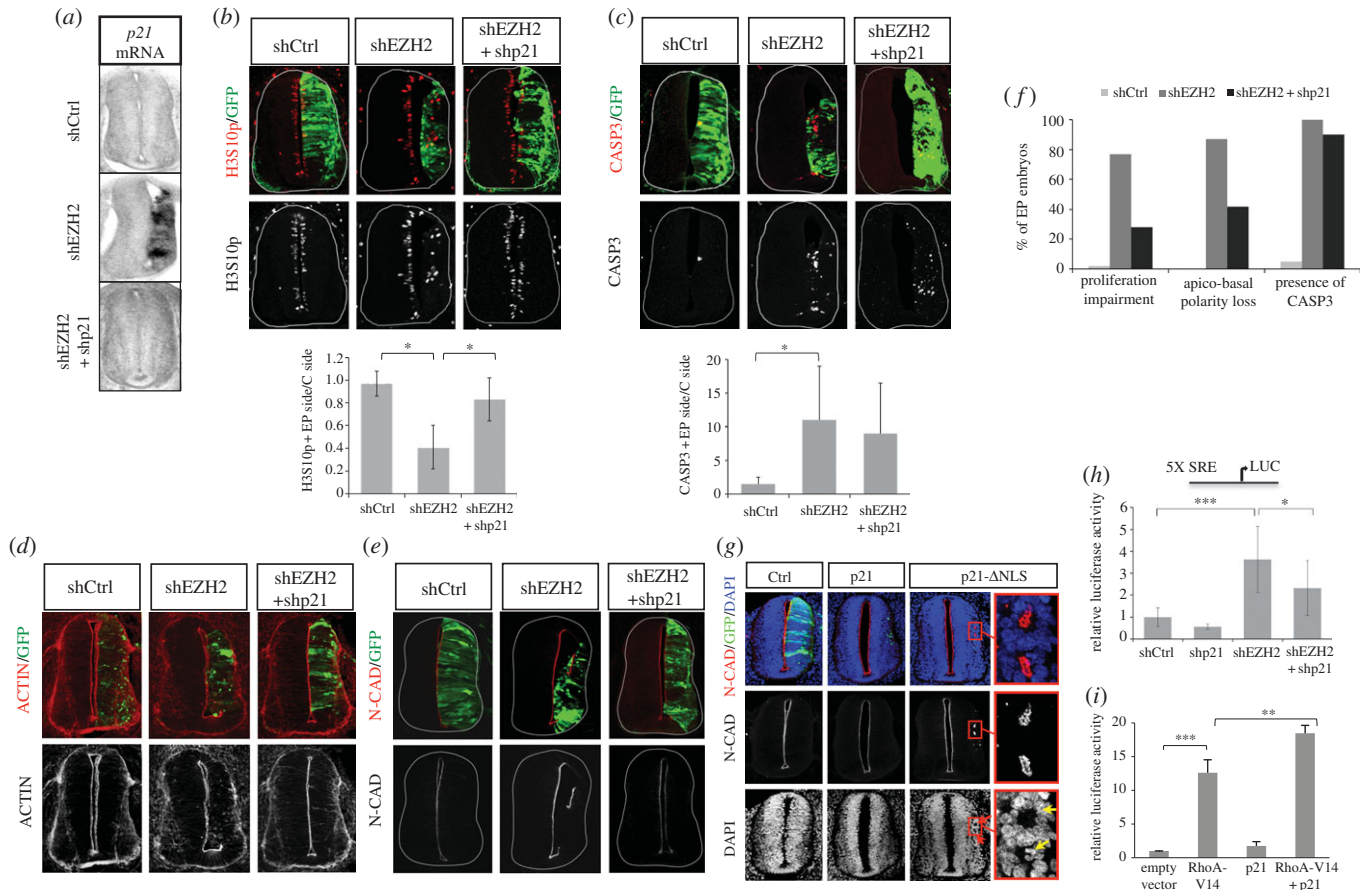 (a)
p21
mRNA
shCtrl
shEZH2
shEZH2
+ shp21
(b)
shCtrl
shEZH2
shEZH2
+ shp21
H3S10p/GFP
H3S10p
H3S10p + EP side/C side
1.2
1.0
0.8
0.6
0.4
0.2
0
*
*
shCtrl
shEZH2
shEZH2
+ shp21
(c)
shCtrl
shEZH2
shEZH2
+shp21
CASP3/GFP
CASP3
CASP3 + EP side/C side
20
15
10
5
0
*
shCtrl
shEZH2
shEZH2
+ shp21
(f)
shCtrl
shEZH2
shEZH2 + shp21
% of EP embryos
100
80
60
40
20
0
proliferation
impairment
apico-basal
polarity loss
presence of
CASP3
(d)
shCtrl
shEZH2
shEZH2
+shp21
ACTIN/GFP
ACTIN
(e)
shCtrl
shEZH2
shEZH2
+shp21
N-CAD/GFP
N-CAD
(g)
Ctrl
p21
p21-ΔNLS
N-CAD/GFP/DAPI
N-CAD
DAPI
(h)
5X SRE
LUC
relative luciferase activity
6
5
4
3
2
1
0
***
*
shCtrl
shp21
shEZH2
shEZH2
+ shp21
(i)
relative luciferase activity
20
15
10
5
0
***
**
empty
vector
RhoA-
V14
p21
RhoA-V14
+ p21